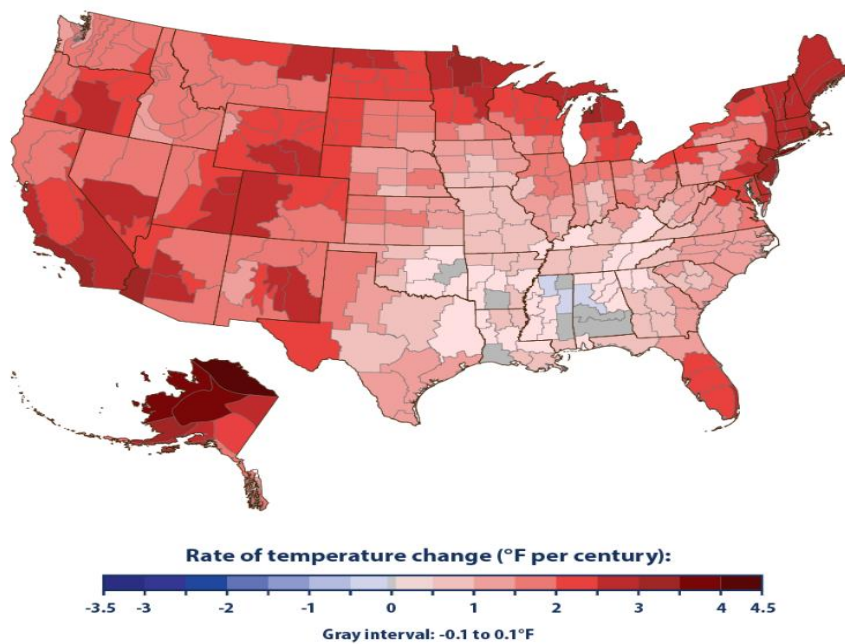 Rate of temperature change (°F per century):
-3.5 -3 -2 -1 0 1 2 3 4 4.5
Gray interval: -0.1 to 0.1°F